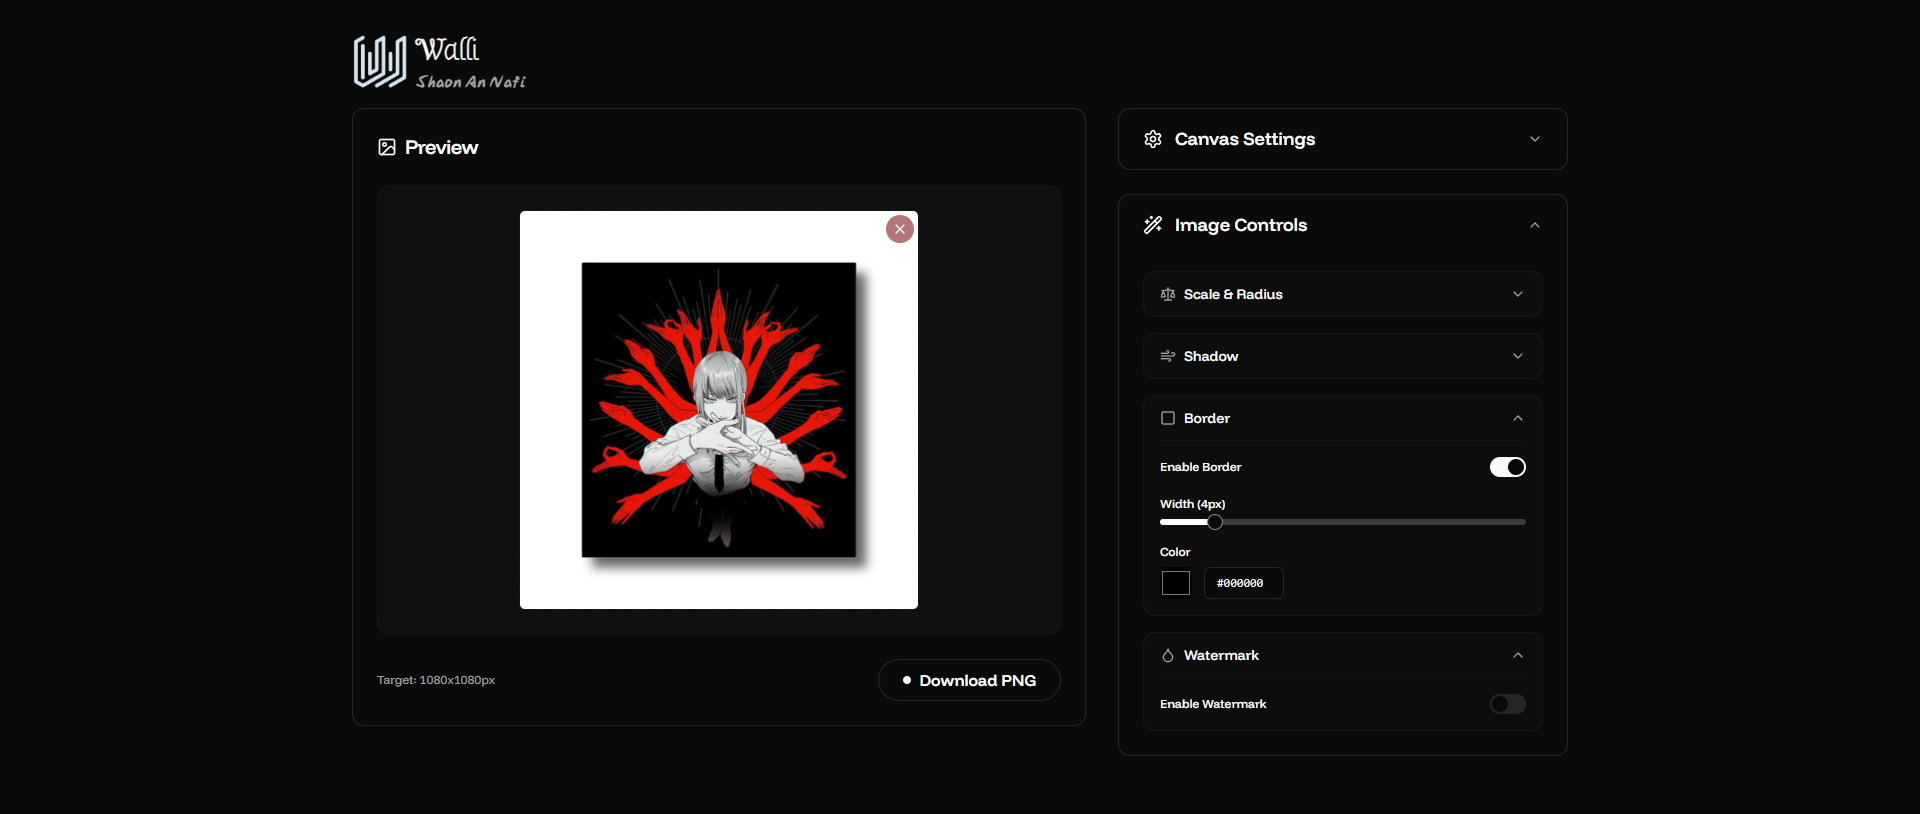 Walli
Shaon An Nafi
Preview
Target: 1080x1080px
Download PNG
Canvas Settings
Image Controls
Scale & Radius
Shadow
Border
Enable Border
Width (4px)
Color
#000000
Watermark
Enable Watermark